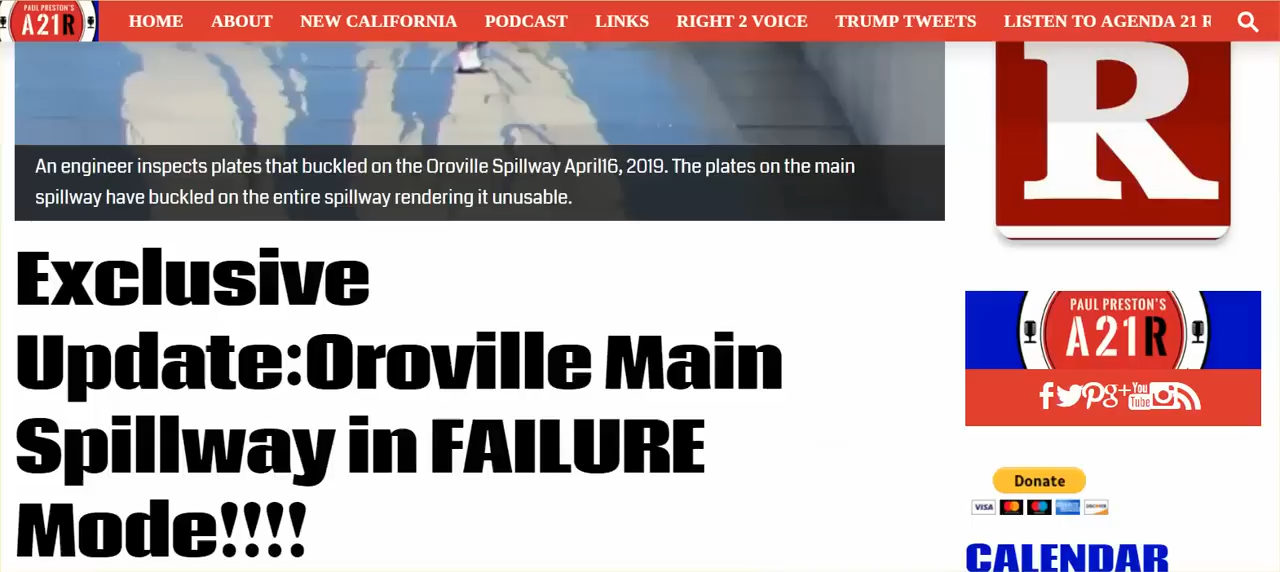 PAUL PRESTON'S
A21R
HOME ABOUT NEW CALIFORNIA PODCAST LINKS RIGHT 2 VOICE TRUMP TWEETS LISTEN TO AGENDA 21 R
An engineer inspects plates that buckled on the Oroville Spillway April16, 2019. The plates on the main
spillway have buckled on the entire spillway rendering it unusable.
Exclusive
Update:Oroville Main
Spillway in FAILURE
Mode!!!!
R
PAUL PRESTON'S
A21R
f g+ You Tube
Donate
VISA
DISCOVER
CALENDAR